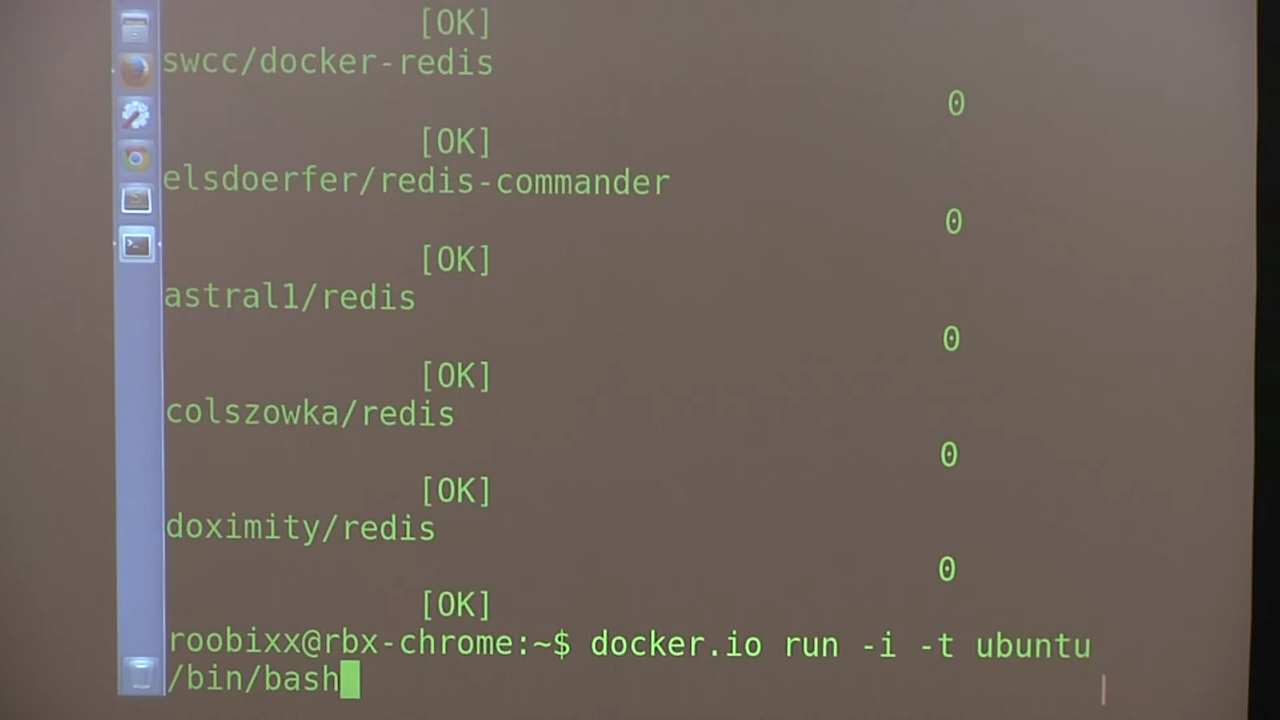 [OK]
swcc/docker-redis
0
[OK]
elsdoerfer/redis-commander
0
[OK]
astral1/redis
0
[OK]
colszowka/redis
0
[OK]
doximity/redis
0
[OK]
roobixx@rbx-chrome:~$ docker.io run -i -t ubuntu
/bin/bash